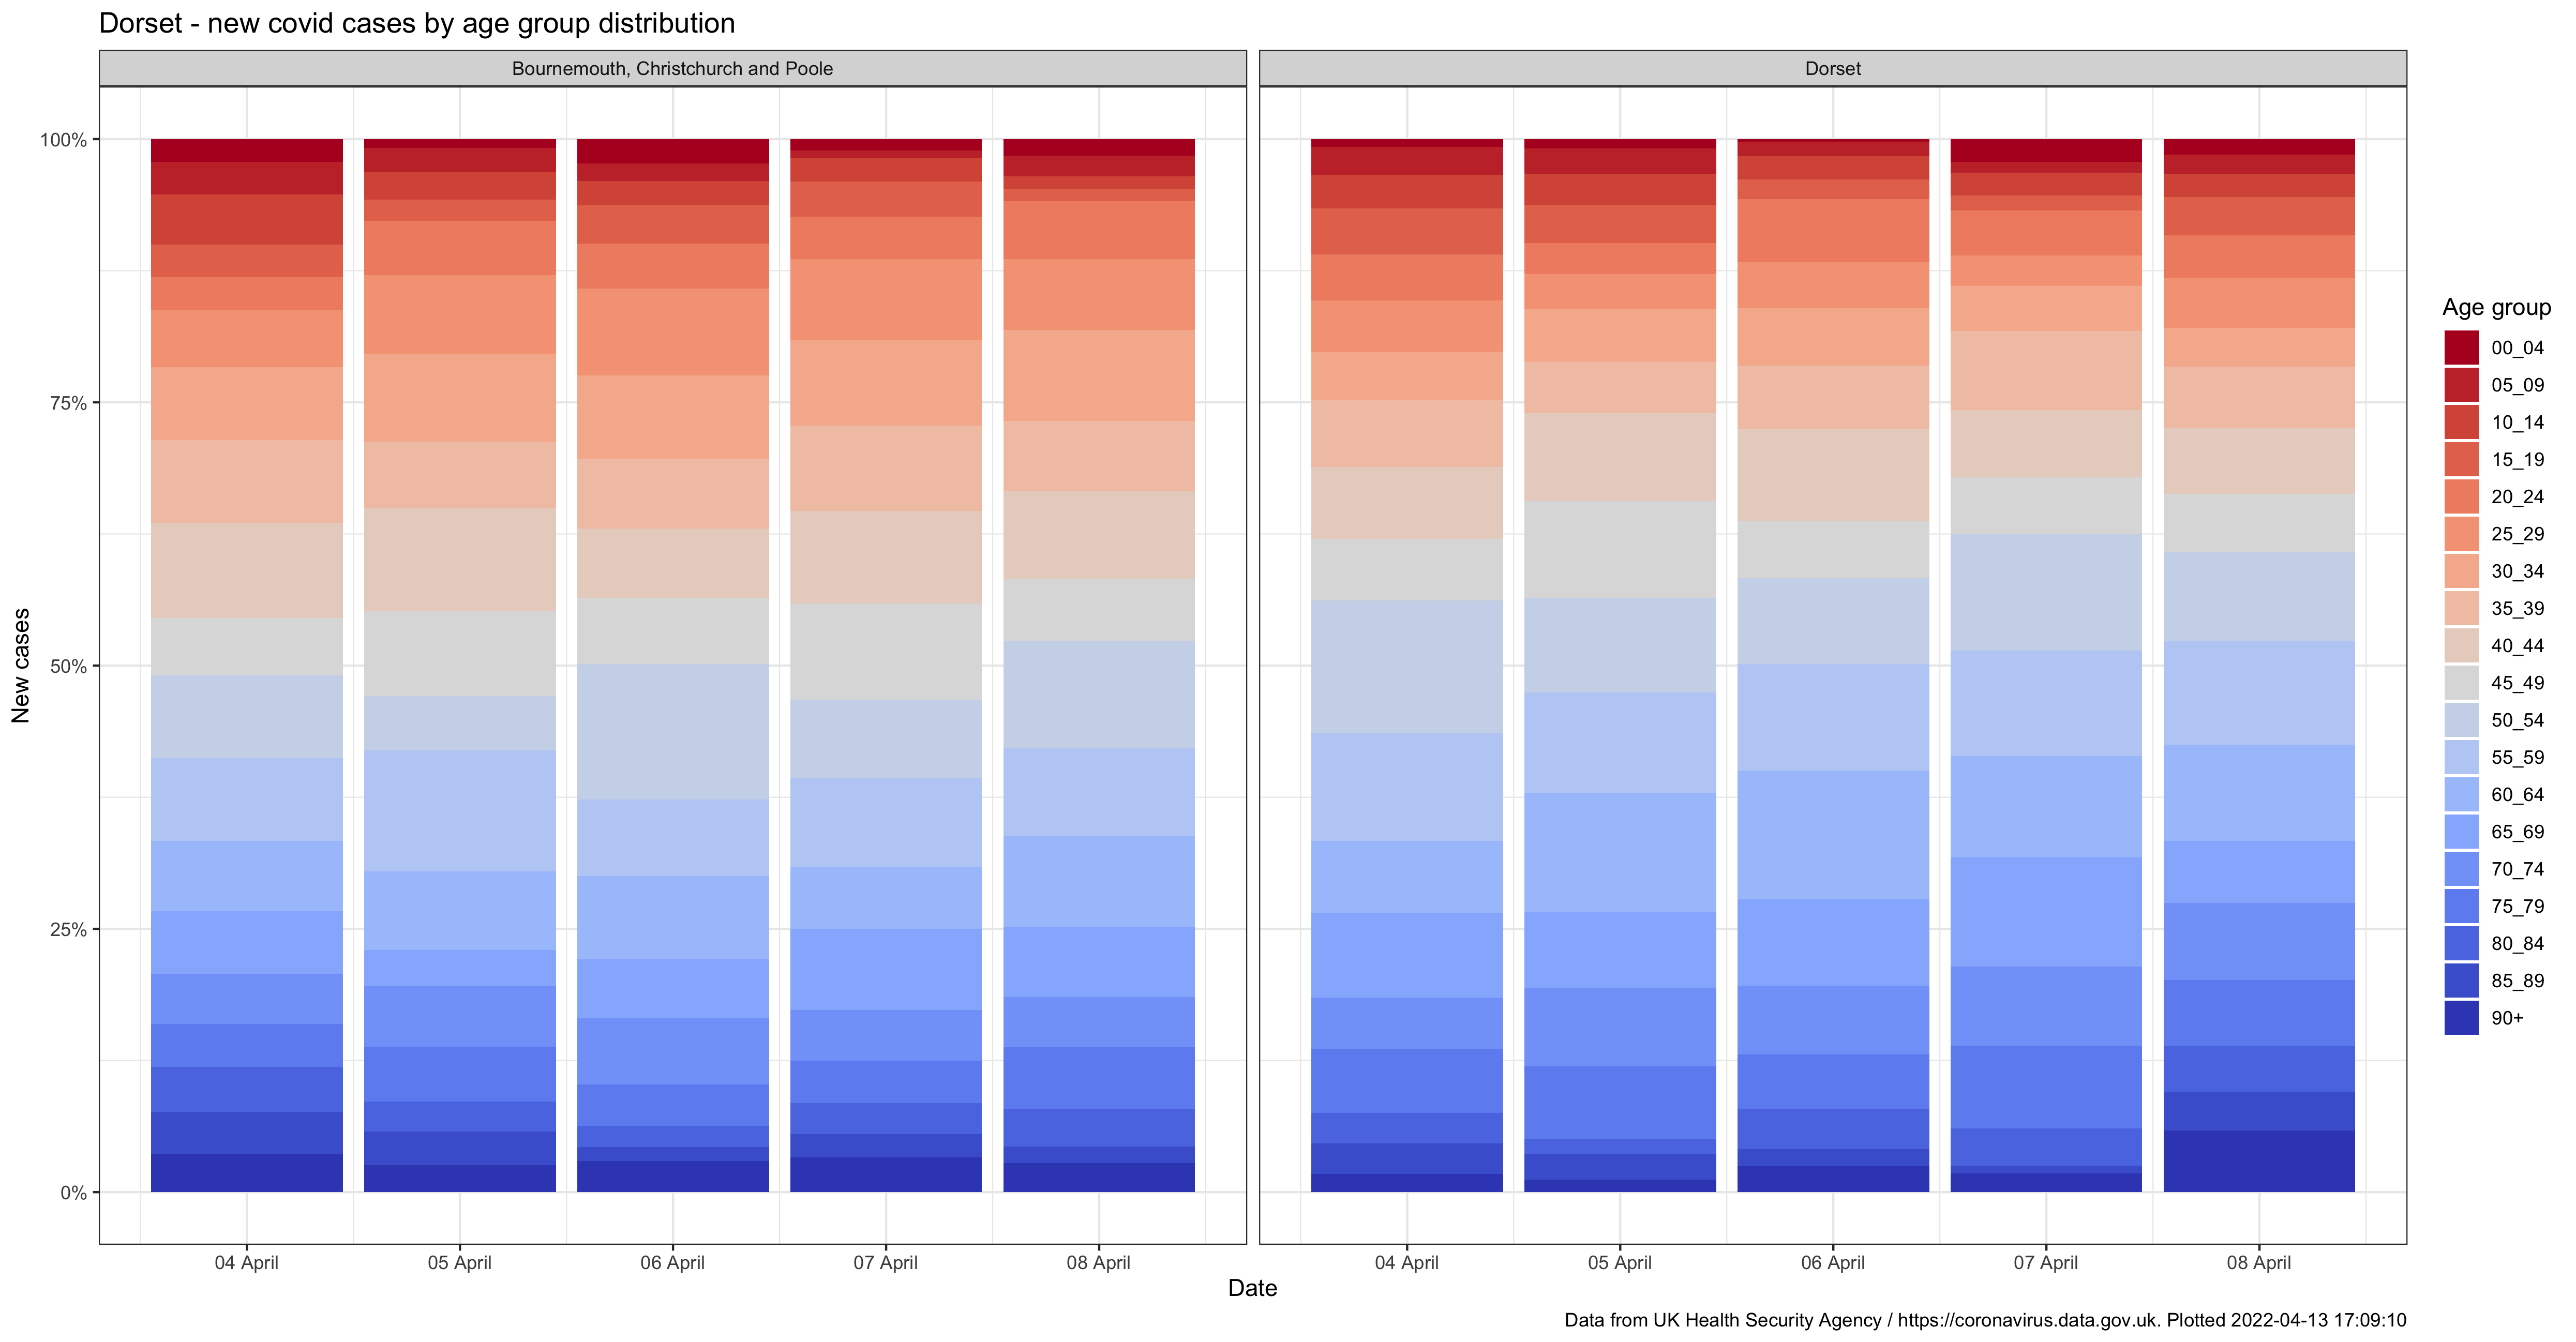 Dorset - new covid cases by age group distribution
Bournemouth, Christchurch and Poole
Dorset
100%
75%
50%
25%
0%
New cases
04 April
05 April
06 April
07 April
08 April
04 April
05 April
06 April
07 April
08 April
Date
Age group
00_04
05_09
10_14
15_19
20_24
25_29
30_34
35_39
40_44
45_49
50_54
55_59
60_64
65_69
70_74
75_79
80_84
85_89
90+
Data from UK Health Security Agency / https://coronavirus.data.gov.uk. Plotted 2022-04-13 17:09:10